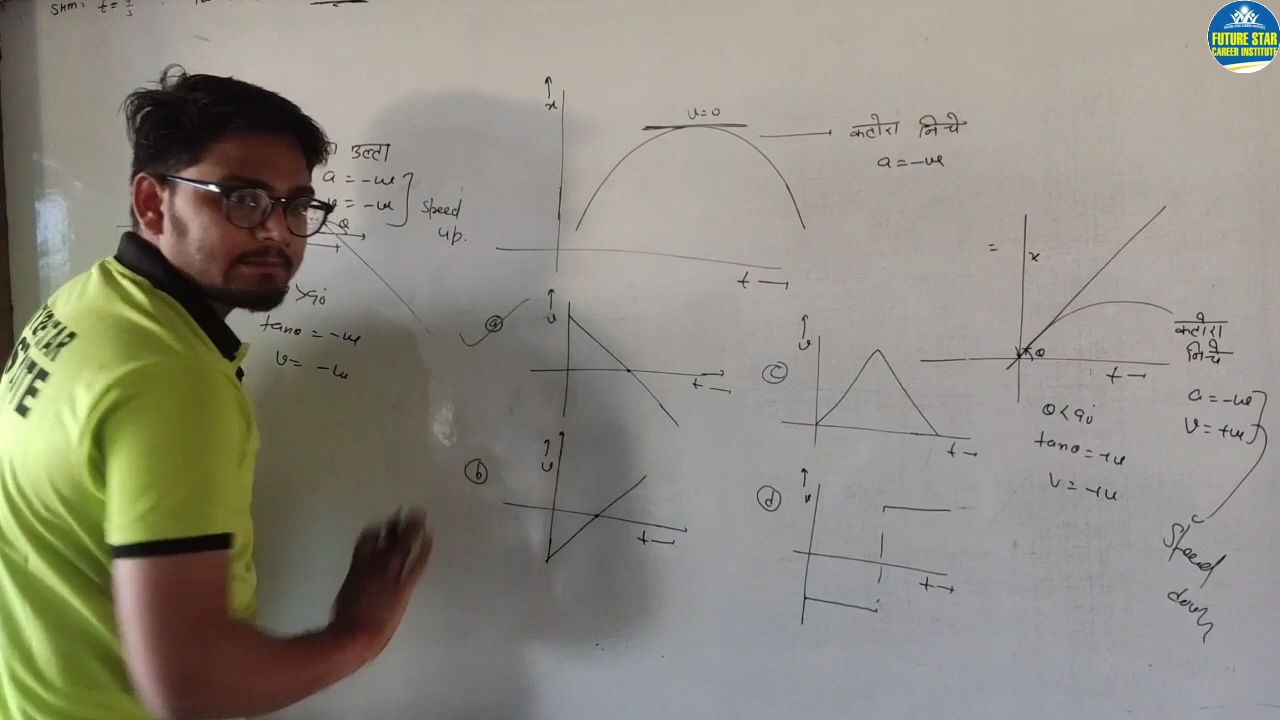 SHM: t =
FUTURE STAR
CAREER INSTITUTE
उल्टा
a = -ve
v = -ve
Speed
up.
θ
>90
tanθ = -ve
v = -ve
x
v=0
कटोरा निचे
a = -ve
t
a
v
t
b
v
t
c
v
t
d
v
t
=
x
θ
t
कटोरा
निचे
a = -ve
v = +ve
θ < 90
tanθ = +ve
v = +ve
Speed
down